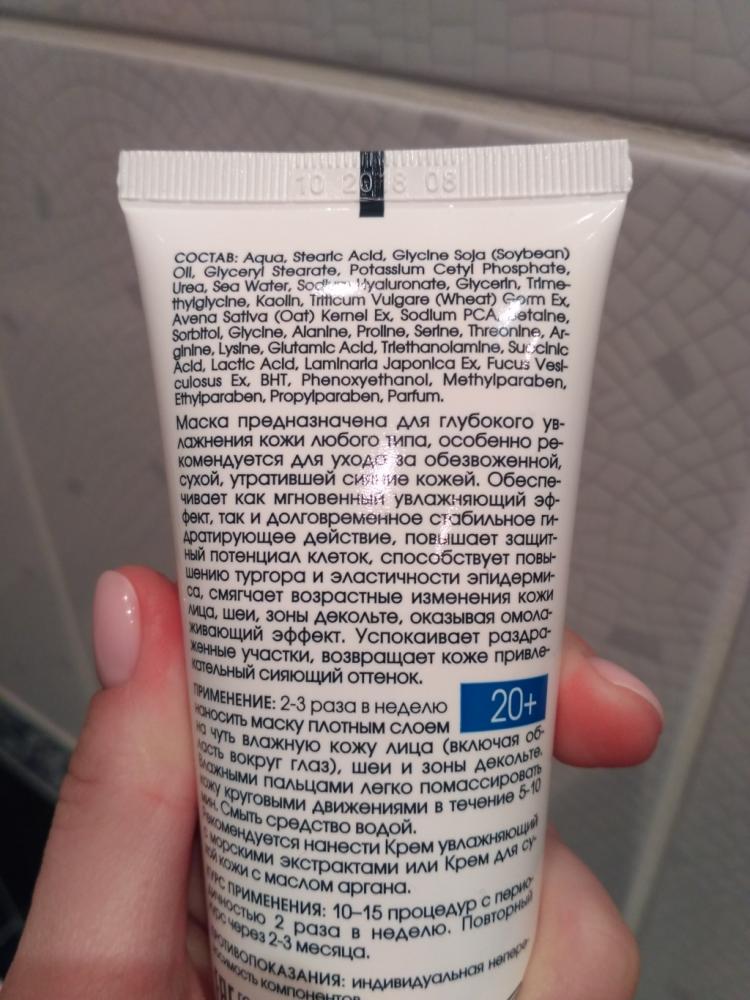 10 2018 08
СОСТАВ: Aqua, Stearic Acid, Glycine Soja (Soybean)
Oil, Glyceryl Stearate, Potassium Cetyl Phosphate,
Urea, Sea Water, Sodium Hyaluronate, Glycerin, Trime-
thylglycine, Kaolin, Triticum Vulgare (Wheat) Germ Ex,
Avena Sativa (Oat) Kernel Ex, Sodium PCA, Betaine,
Sorbitol, Glycine, Alanine, Proline, Serine, Threonine, Ar-
ginine, Lysine, Glutamic Acid, Triethanolamine, Succinic
Acid, Lactic Acid, Laminaria Japonica Ex, Fucus Vesi-
culosus Ex, BHT, Phenoxyethanol, Methylparaben,
Ethylparaben, Propylparaben, Parfum.
Маска предназначена для глубокого ув-
лажнения кожи любого типа, особенно ре-
комендуется для ухода за обезвоженной,
сухой, утратившей сияние кожей. Обеспе-
чивает как мгновенный увлажняющий эф-
фект, так и долговременное стабильное ги-
дратирующее действие, повышает защит-
ный потенциал клеток, способствует повы-
шению тургора и эластичности эпидерми-
са, смягчает возрастные изменения кожи
лица, шеи, зоны декольте, оказывая омола-
живающий эффект. Успокаивает раздра-
женные участки, возвращает коже привле-
кательный сияющий оттенок.
ПРИМЕНЕНИЕ: 2-3 раза в неделю
наносить маску плотным слоем
20+
на чуть влажную кожу лица (включая об-
ласть вокруг глаз), шеи и зоны декольте.
Влажными пальцами легко помассировать
кожу круговыми движениями в течение 5-10
мин. Смыть средство водой.
Рекомендуется нанести Крем увлажняющий
с морскими экстрактами или Крем для су-
хой кожи с маслом аргана.
КУРС ПРИМЕНЕНИЯ: 10–15 процедур с перио-
дичностью 2 раза в неделю. Повторный
курс через 2-3 месяца.
ПРОТИВОПОКАЗАНИЯ: индивидуальная непере-
носимость компонентов.